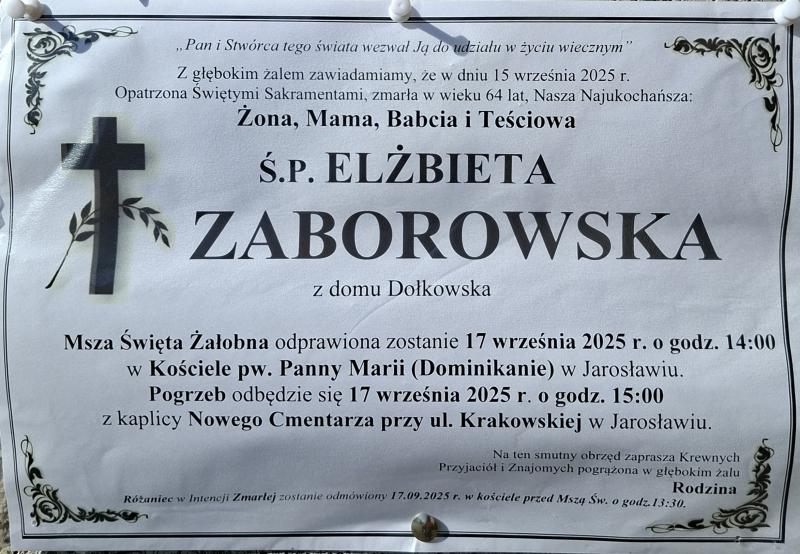 „Pan i Stwórca tego świata wezwał Ją do udziału w życiu wiecznym”
Z głębokim żalem zawiadamiamy, że w dniu 15 września 2025 r.
Opatrzona Świętymi Sakramentami, zmarła w wieku 64 lat, Nasza Najukochańsza:
Żona, Mama, Babcia i Teściowa
Ś.P. ELŻBIETA
ZABOROWSKA
z domu Dołkowska
Msza Święta Żałobna odprawiona zostanie 17 września 2025 r. o godz. 14:00
w Kościele pw. Panny Marii (Dominikanie) w Jarosławiu.
Pogrzeb odbędzie się 17 września 2025 r. o godz. 15:00
z kaplicy Nowego Cmentarza przy ul. Krakowskiej w Jarosławiu.
Na ten smutny obrzęd zaprasza Krewnych
Przyjaciół i Znajomych pogrążona w głębokim żalu
Rodzina
Różaniec w Intencji Zmarłej zostanie odmówiony 17.09.2025 r. w kościele przed Mszą Św. o godz.13:30.